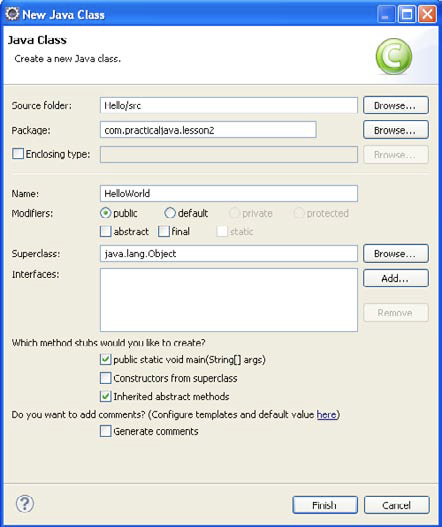 New Java Class
Java Class
Create a new Java class.
C
Source folder: Hello/src Browse...
Package: com.practicaljava.lesson2 Browse...
Enclosing type: Browse...
Name: HelloWorld
Modifiers: public default private protected
abstract final static
Superclass: java.lang.Object Browse...
Interfaces: Add...
Remove
Which method stubs would you like to create?
public static void main(String[] args)
Constructors from superclass
Inherited abstract methods
Do you want to add comments? (Configure templates and default value here)
Generate comments
? Finish Cancel